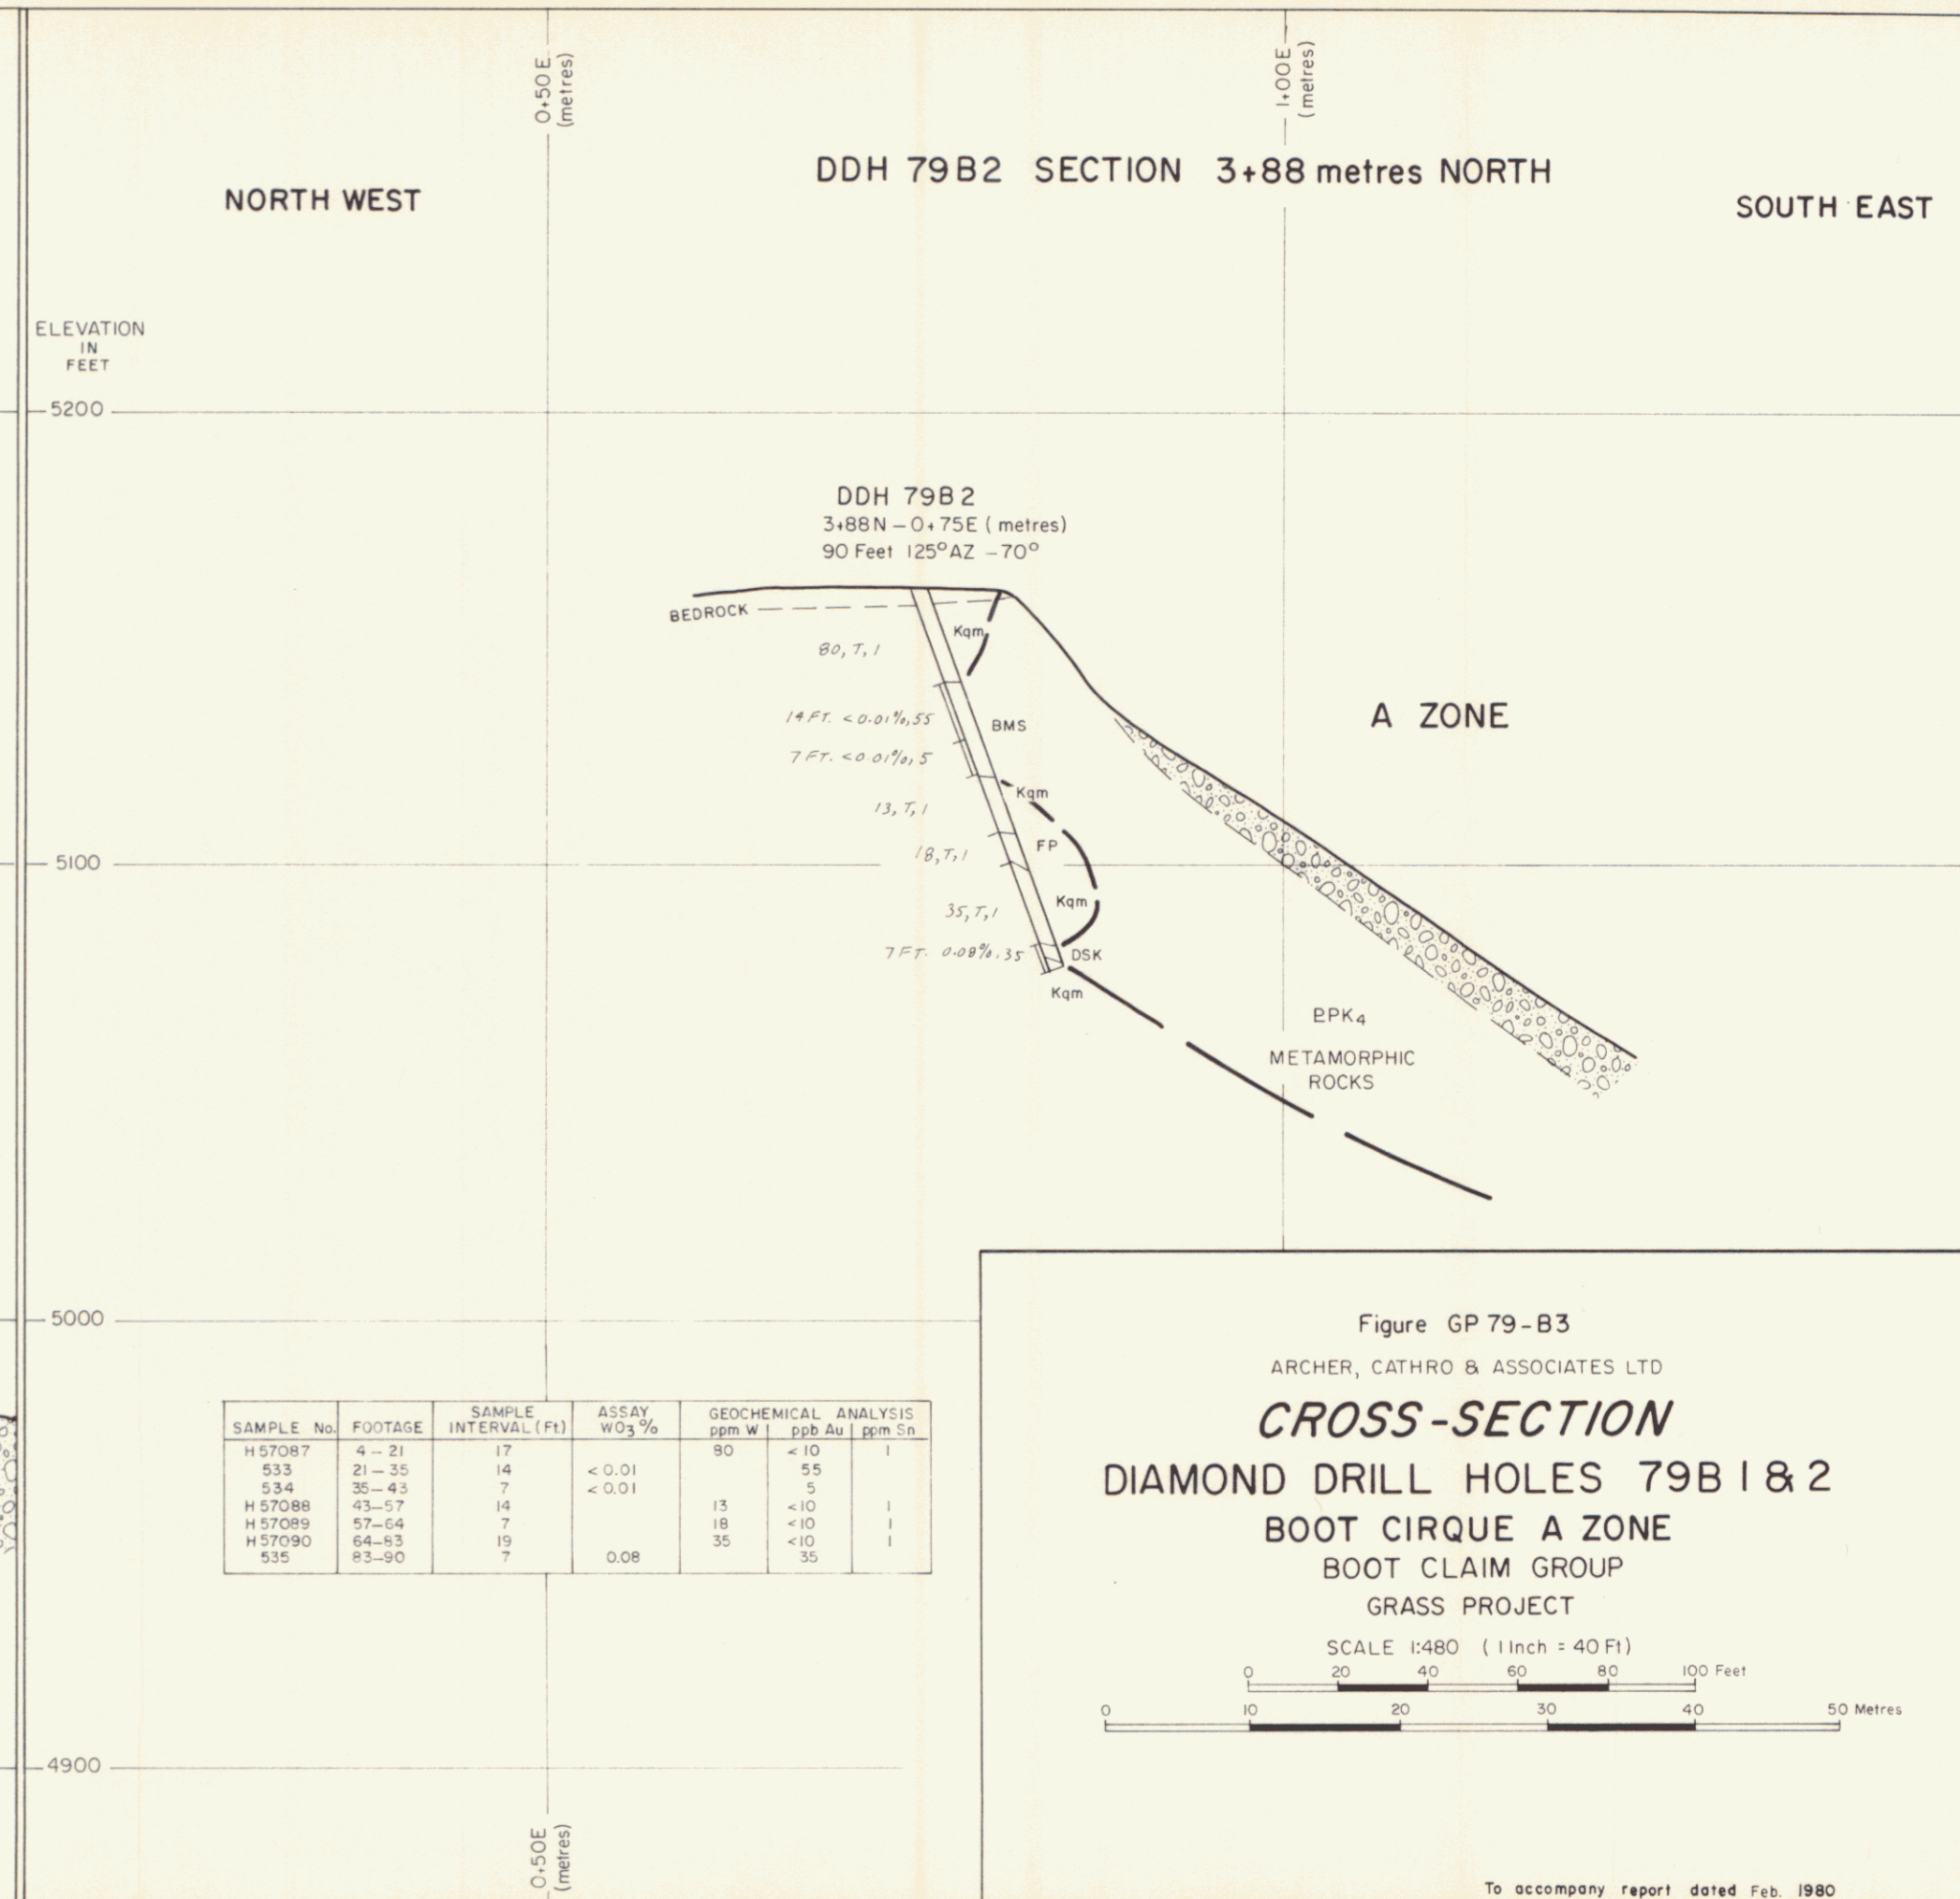 0+50E
(metres)
1+00E
(metres)
DDH 79B2 SECTION 3+88 metres NORTH
NORTH WEST
SOUTH EAST
ELEVATION
IN
FEET
5200
DDH 79B2
3+88N – 0+75E (metres)
90 Feet 125°AZ –70°
BEDROCK
Kqm
80, T, 1
A ZONE
14 FT. <0.01%, 55
BMS
7 FT. <0.01%, 5
Kqm
13, T, 1
FP
18, T, 1
5100
Kqm
35, T, 1
7 FT. 0.08%, 35
DSK
Kqm
PPK4
METAMORPHIC
ROCKS
5000
SAMPLE No. FOOTAGE SAMPLE INTERVAL (Ft) ASSAY WO3% GEOCHEMICAL ANALYSIS
ppm W ppb Au ppm Sn
H 57087 4–21 17 80 <10 1
533 21–35 14 <0.01 55
534 35–43 7 <0.01 5
H 57088 43–57 14 13 <10 1
H 57089 57–64 7 18 <10 1
H 57090 64–83 19 35 <10 1
535 83–90 7 0.08 35
4900
0+50E
(metres)
Figure GP 79-B3
ARCHER, CATHRO & ASSOCIATES LTD
CROSS-SECTION
DIAMOND DRILL HOLES 79B 1 & 2
BOOT CIRQUE A ZONE
BOOT CLAIM GROUP
GRASS PROJECT
SCALE 1:480 (1 Inch = 40 Ft)
0 20 40 60 80 100 Feet
0 10 20 30 40 50 Metres
To accompany report dated Feb. 1980